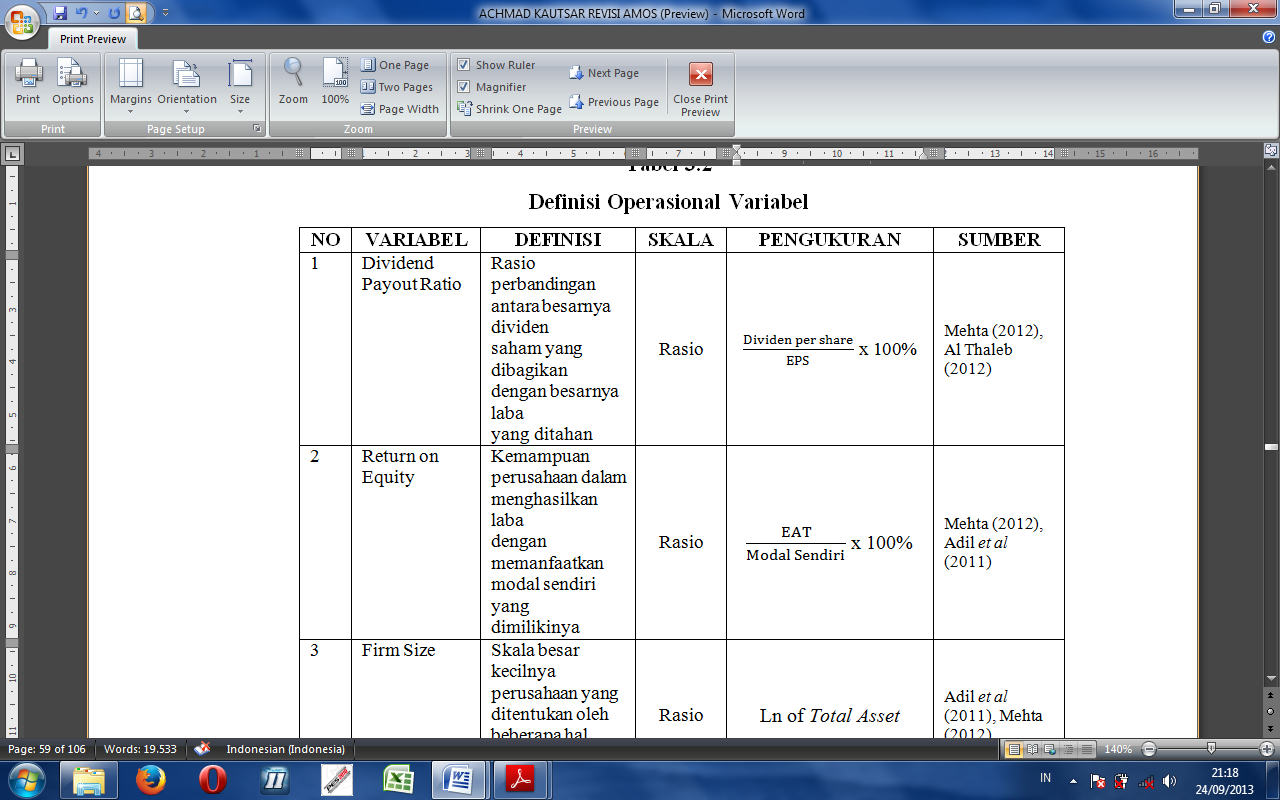 ACHMAD KAUTSAR REVISI AMOS (Preview) - Microsoft Word
Print Preview
Print
Options
Margins
Orientation
Size
Zoom
100%
One Page
Two Pages
Page Width
Show Ruler
Magnifier
Shrink One Page
Next Page
Previous Page
Close Print
Preview
Print
Page Setup
Zoom
Preview
Tabel 3.2
Definisi Operasional Variabel
NO VARIABEL DEFINISI SKALA PENGUKURAN SUMBER
1
Dividend
Payout Ratio
Rasio
perbandingan
antara besarnya
dividen
saham yang
dibagikan
dengan besarnya
laba
yang ditahan
Rasio
Dividen per share
EPS
x 100%
Mehta (2012),
Al Thaleb
(2012)
2
Return on
Equity
Kemampuan
perusahaan dalam
menghasilkan
laba
dengan
memanfaatkan
modal sendiri
yang
dimilikinya
Rasio
EAT
Modal Sendiri
x 100%
Mehta (2012),
Adil et al
(2011)
3
Firm Size
Skala besar
kecilnya
perusahaan yang
ditentukan oleh
beberapa hal
Rasio
Ln of Total Asset
Adil et al
(2011), Mehta
(2012)
Page: 59 of 106
Words: 19.533
Indonesian (Indonesia)
140%
IN
21:18
24/09/2013